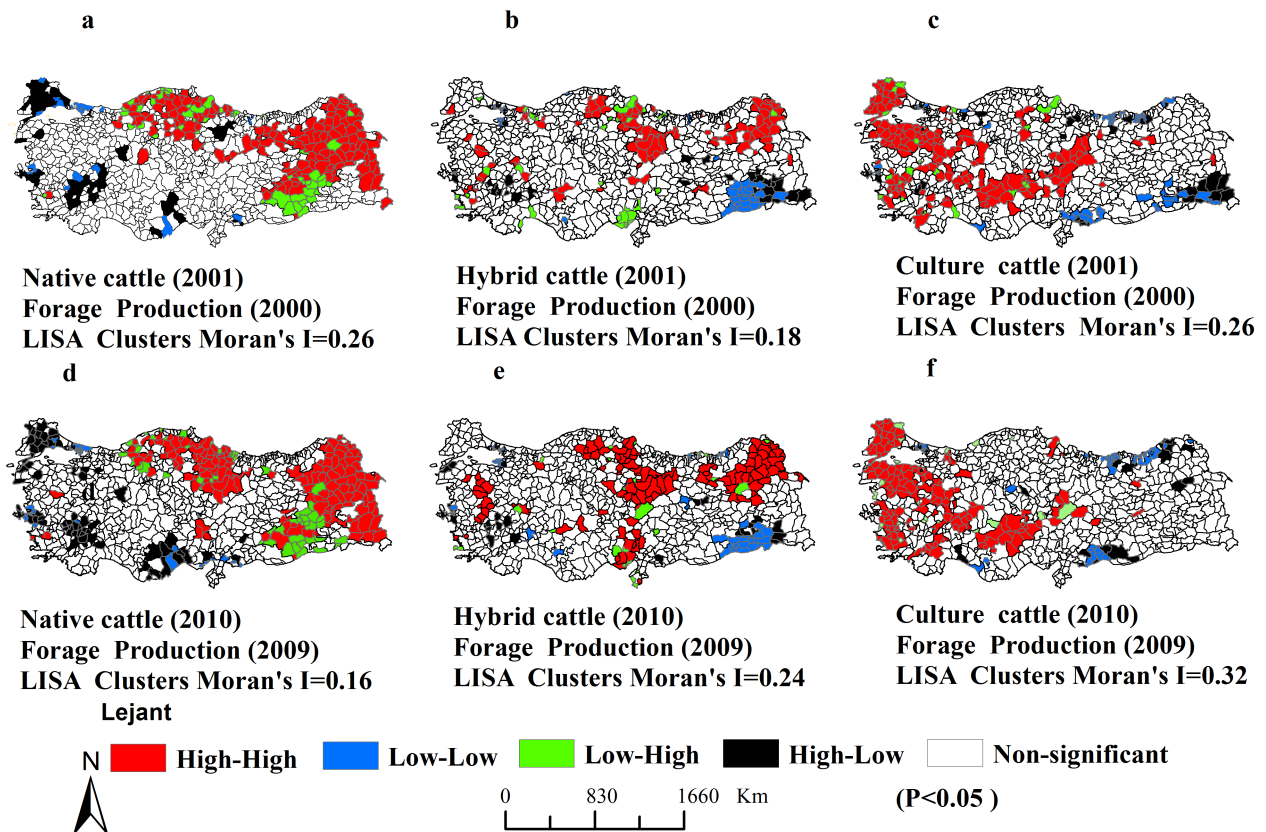 a
b
c
Native cattle (2001)
Forage Production (2000)
LISA Clusters Moran's I=0.26
Hybrid cattle (2001)
Forage Production (2000)
LISA Clusters Moran's I=0.18
Culture cattle (2001)
Forage Production (2000)
LISA Clusters Moran's I=0.26
d
e
f
d
Native cattle (2010)
Forage Production (2009)
LISA Clusters Moran's I=0.16
Hybrid cattle (2010)
Forage Production (2009)
LISA Clusters Moran's I=0.24
Culture cattle (2010)
Forage Production (2009)
LISA Clusters Moran's I=0.32
Lejant
High-High
Low-Low
Low-High
High-Low
Non-significant
(P<0.05 )
N
0 830 1660 Km